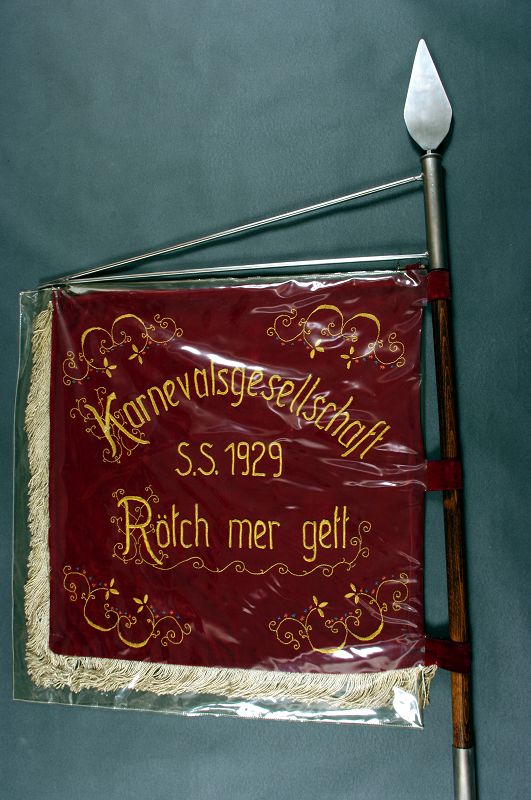 Karnevalsgesellschaft
S.S. 1929
Rötch mer gett